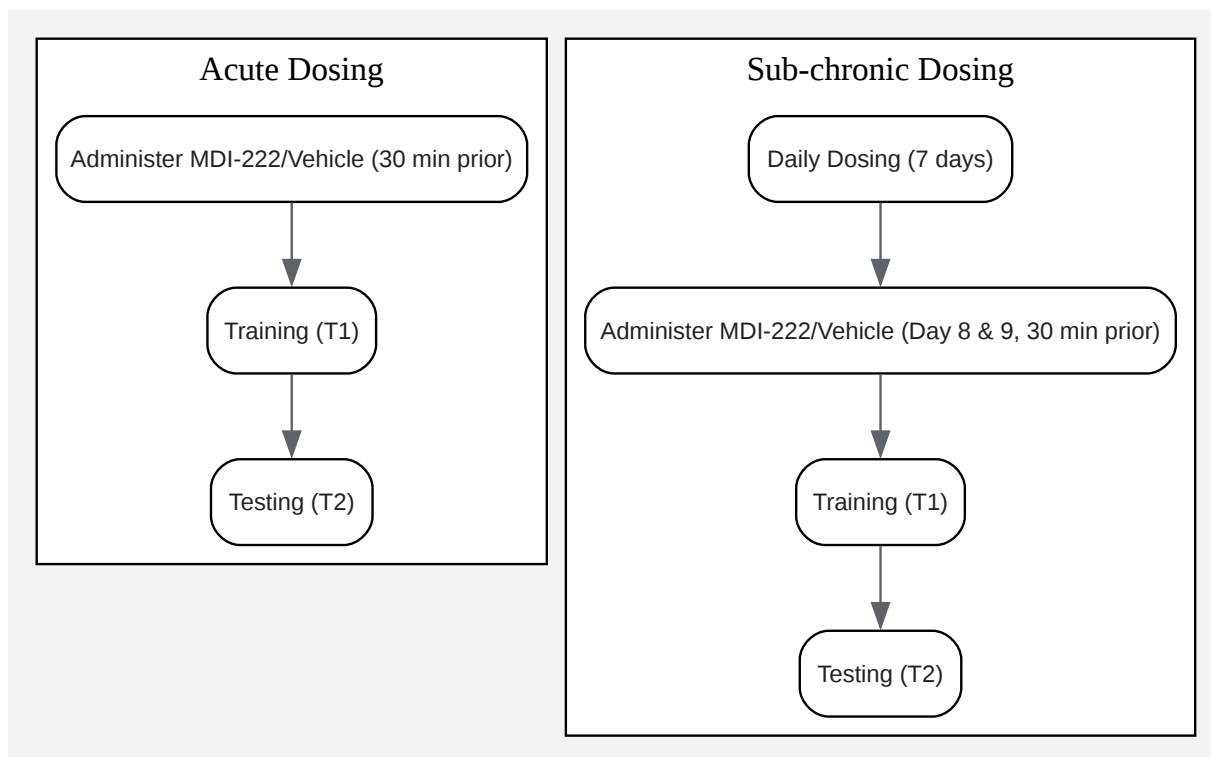 Acute Dosing
Administer MDI-222/Vehicle (30 min prior)
Training (T1)
Testing (T2)
Sub-chronic Dosing
Daily Dosing (7 days)
Administer MDI-222/Vehicle (Day 8 & 9, 30 min prior)
Training (T1)
Testing (T2)